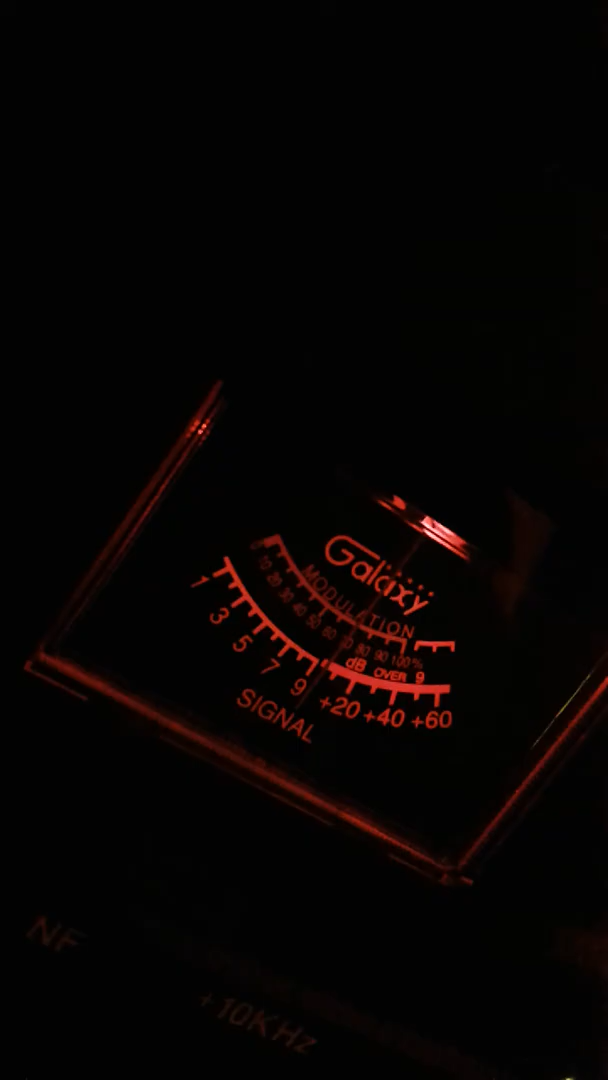 Galaxy
MODULATION
0 10 20 30 40 50 60 70 80 90 100%
dB OVER 9
1 3 5 7 9 +20 +40 +60
SIGNAL
NF
+10KHz